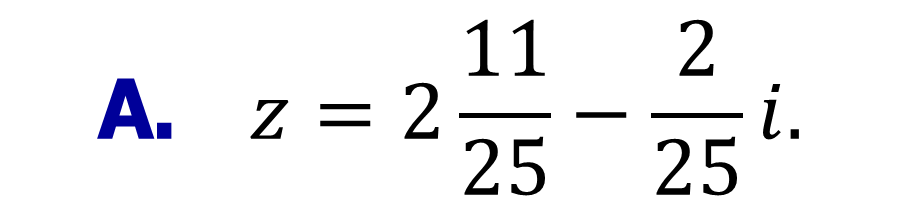 A. z = 2 11/25 − 2/25 i.